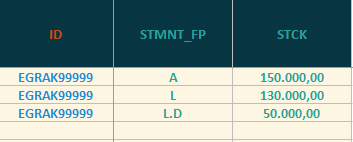 ID STMNT_FP STCK
EGRAK99999 A 150.000,00
EGRAK99999 L 130.000,00
EGRAK99999 L.D 50.000,00